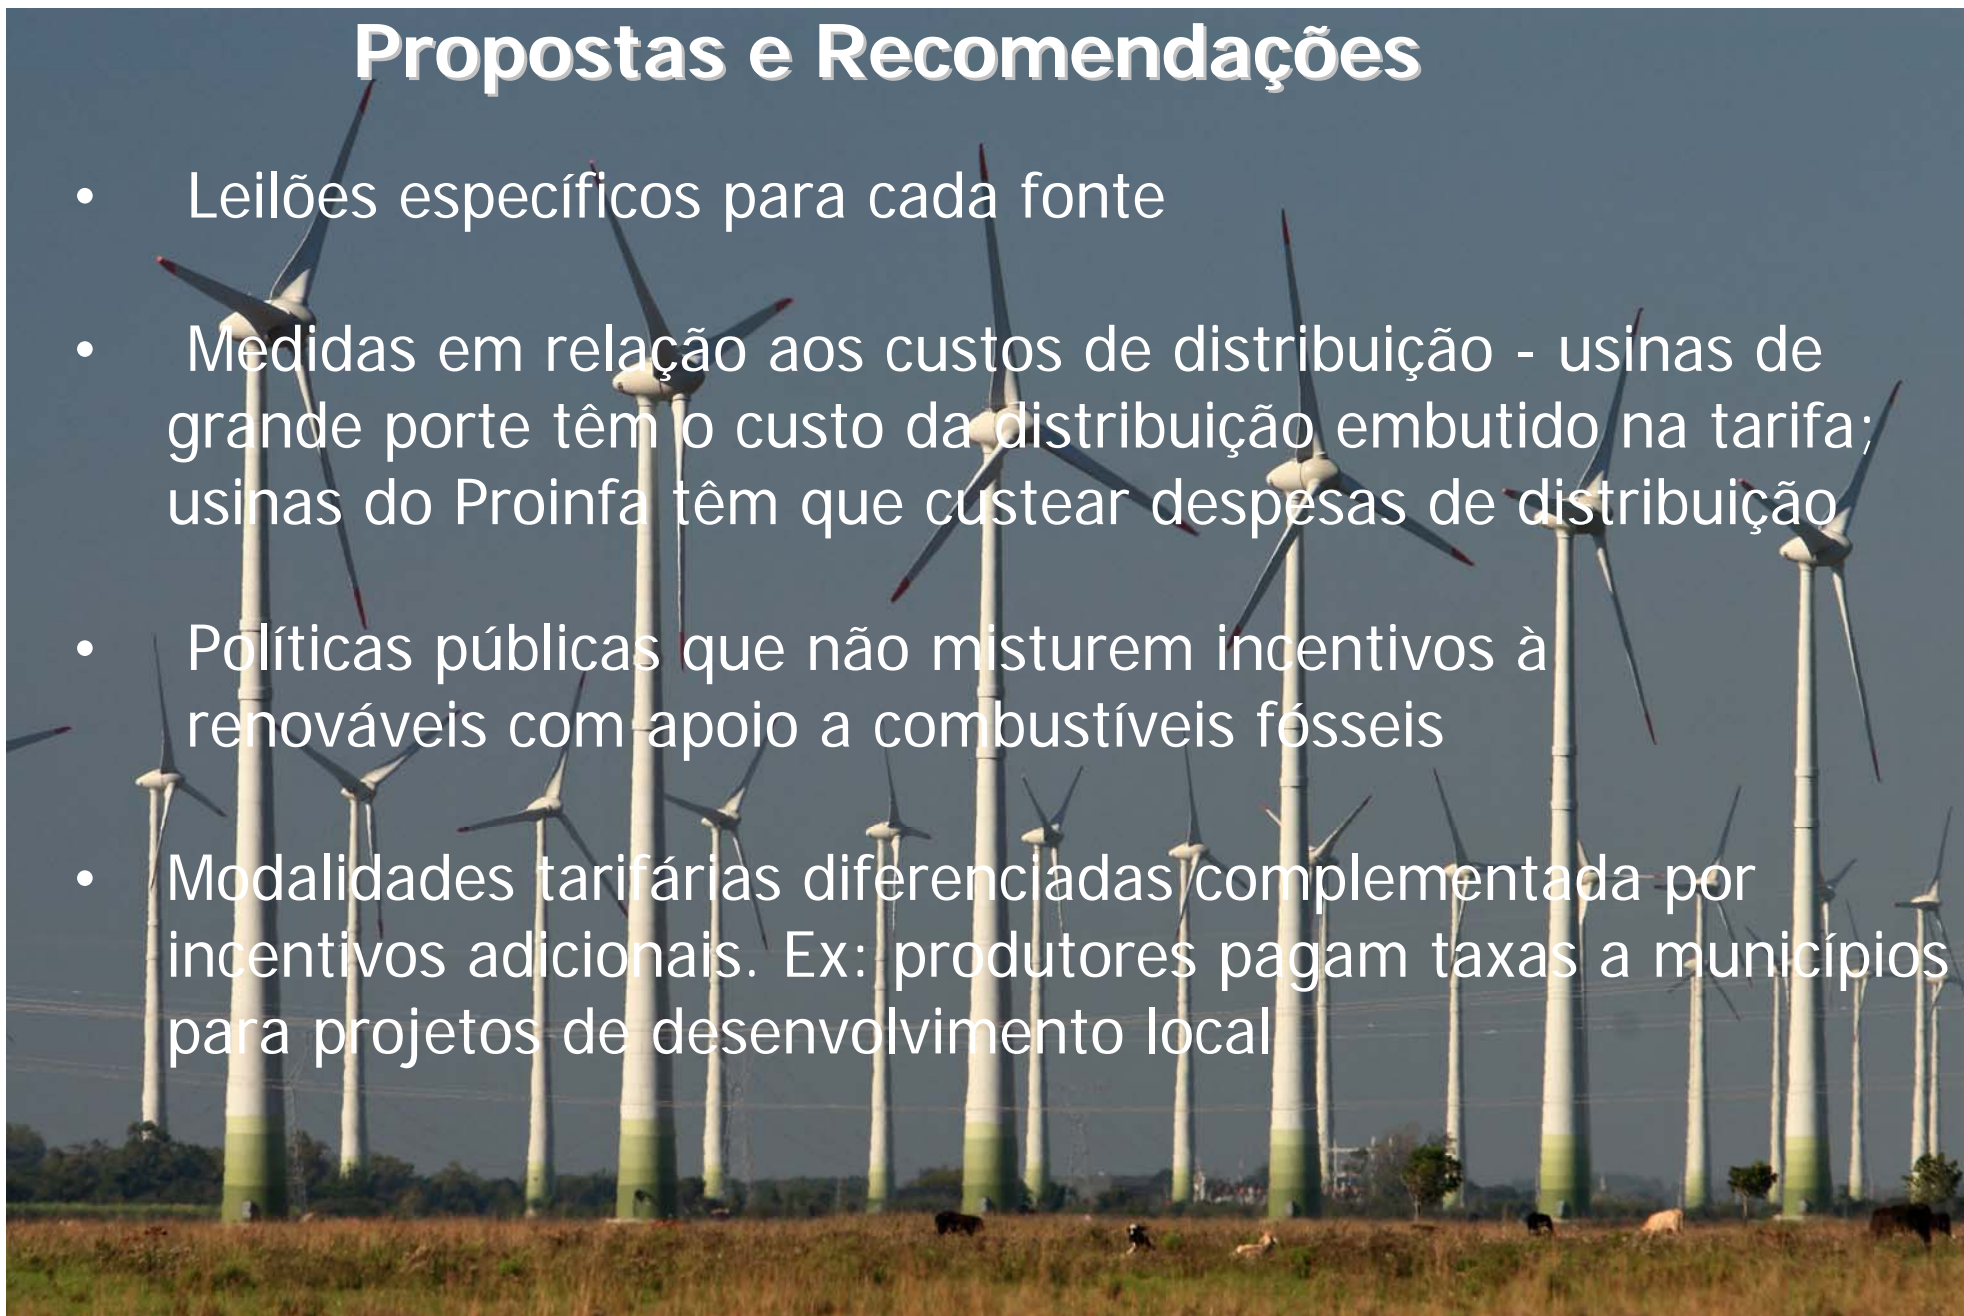 Propostas e Recomendações
• Leilões específicos para cada fonte
• Medidas em relação aos custos de distribuição - usinas de
grande porte têm o custo da distribuição embutido na tarifa;
usinas do Proinfa têm que custear despesas de distribuição
• Políticas públicas que não misturem incentivos à
renováveis com apoio a combustíveis fósseis
• Modalidades tarifárias diferenciadas complementada por
incentivos adicionais. Ex: produtores pagam taxas a municípios
para projetos de desenvolvimento local